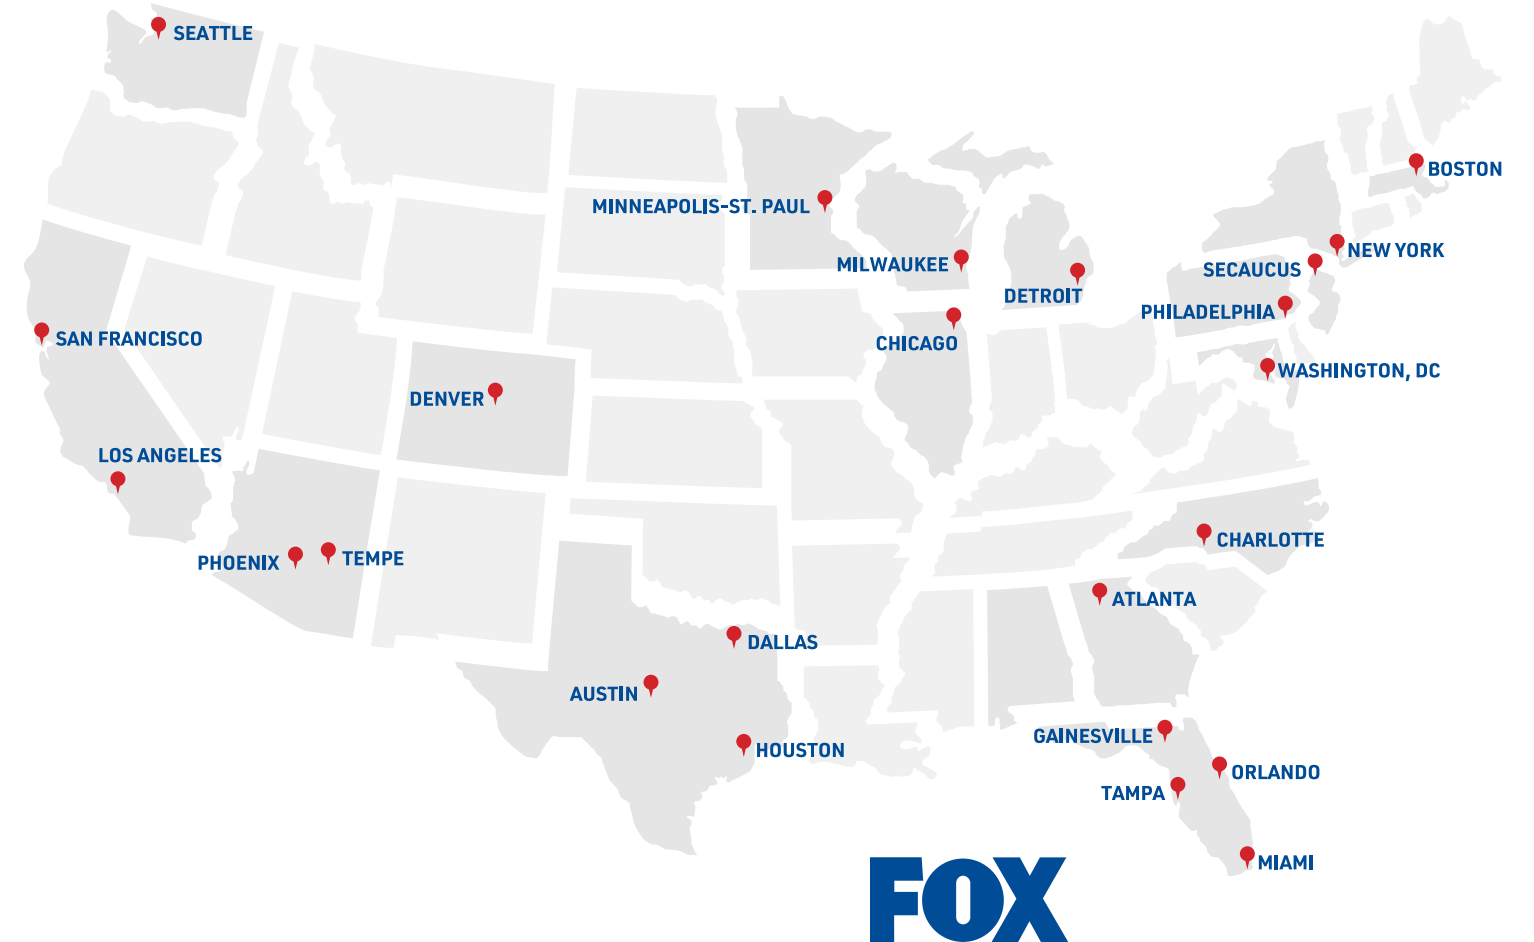 SEATTLE
BOSTON
MINNEAPOLIS-ST. PAUL
NEW YORK
MILWAUKEE
SECAUCUS
DETROIT
PHILADELPHIA
SAN FRANCISCO
CHICAGO
WASHINGTON, DC
DENVER
LOS ANGELES
CHARLOTTE
PHOENIX
TEMPE
ATLANTA
DALLAS
AUSTIN
GAINESVILLE
HOUSTON
ORLANDO
TAMPA
MIAMI
FOX